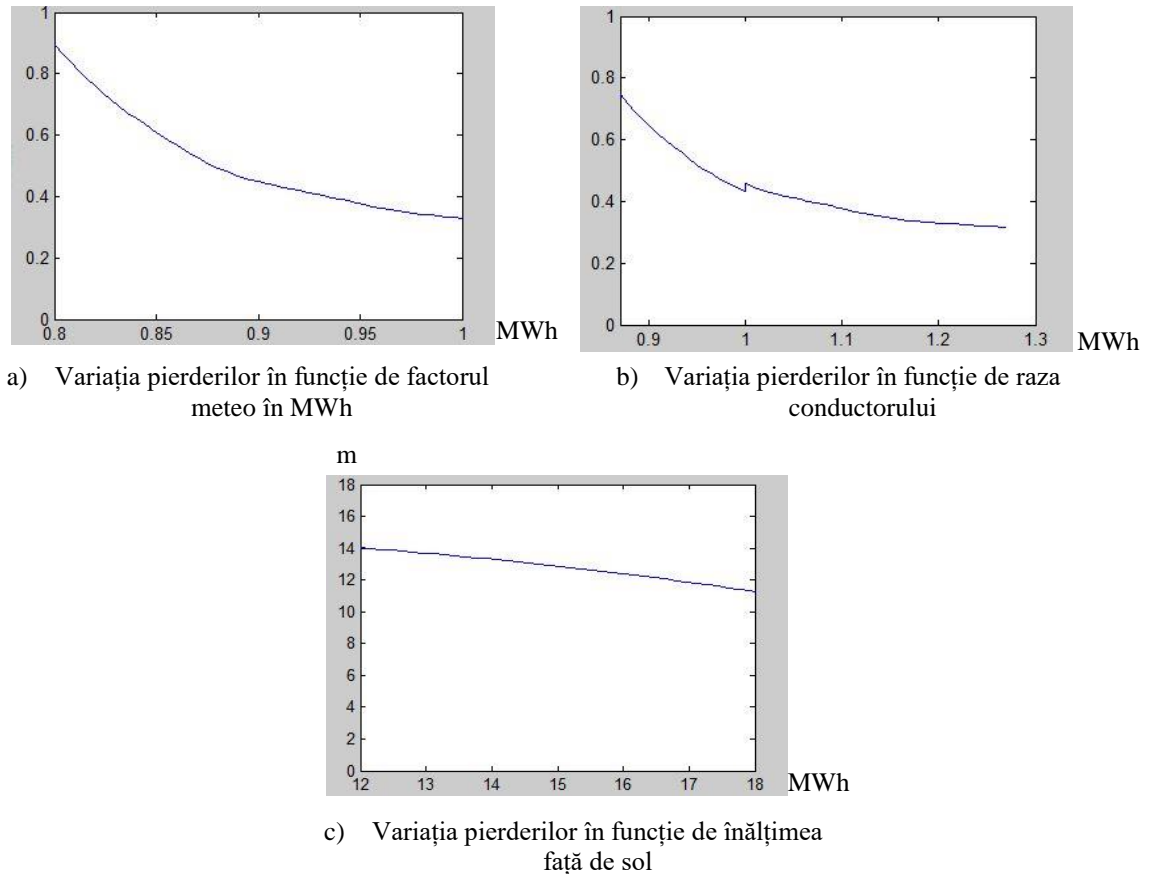 1
0.8
0.6
0.4
0.2
0
0.8 0.85 0.9 0.95 1 MWh
a) Variația pierderilor în funcție de factorul
meteo în MWh
1
0.8
0.6
0.4
0.2
0
0.9 1 1.1 1.2 1.3 MWh
b) Variația pierderilor în funcție de raza
conductorului
m
18
16
14
12
10
8
6
4
2
0
12 13 14 15 16 17 18 MWh
c) Variația pierderilor în funcție de înălțimea
față de sol